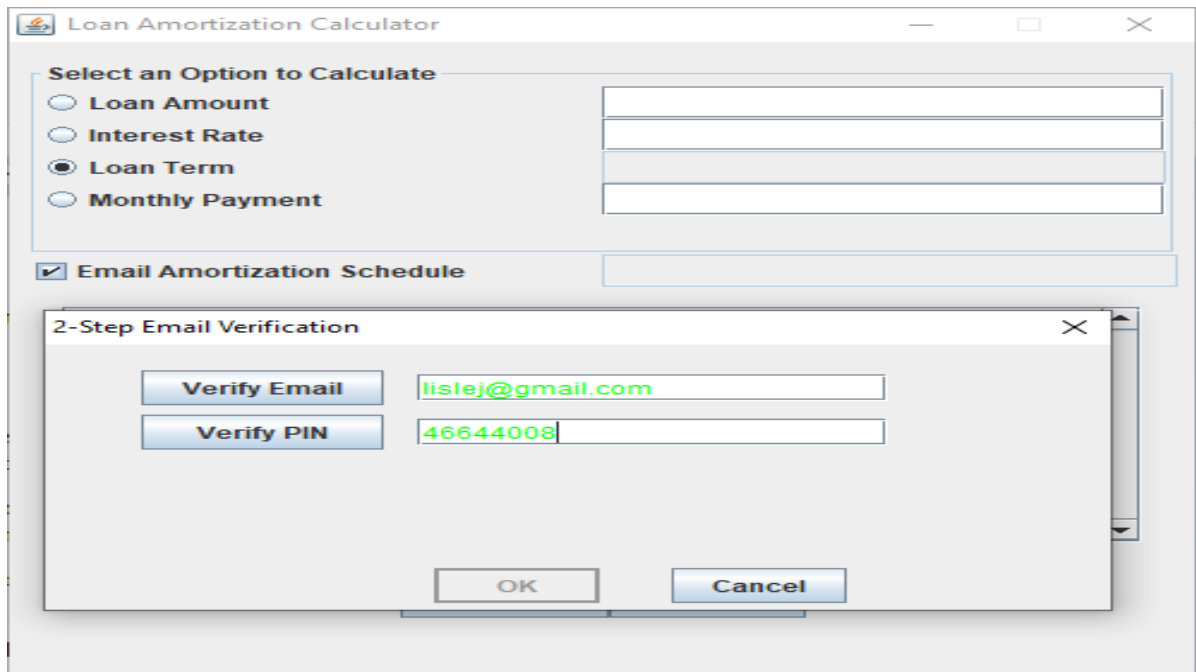 Loan Amortization Calculator
Select an Option to Calculate
Loan Amount
Interest Rate
Loan Term
Monthly Payment
Email Amortization Schedule
2-Step Email Verification
Verify Email lislej@gmail.com
Verify PIN 46644008
OK Cancel